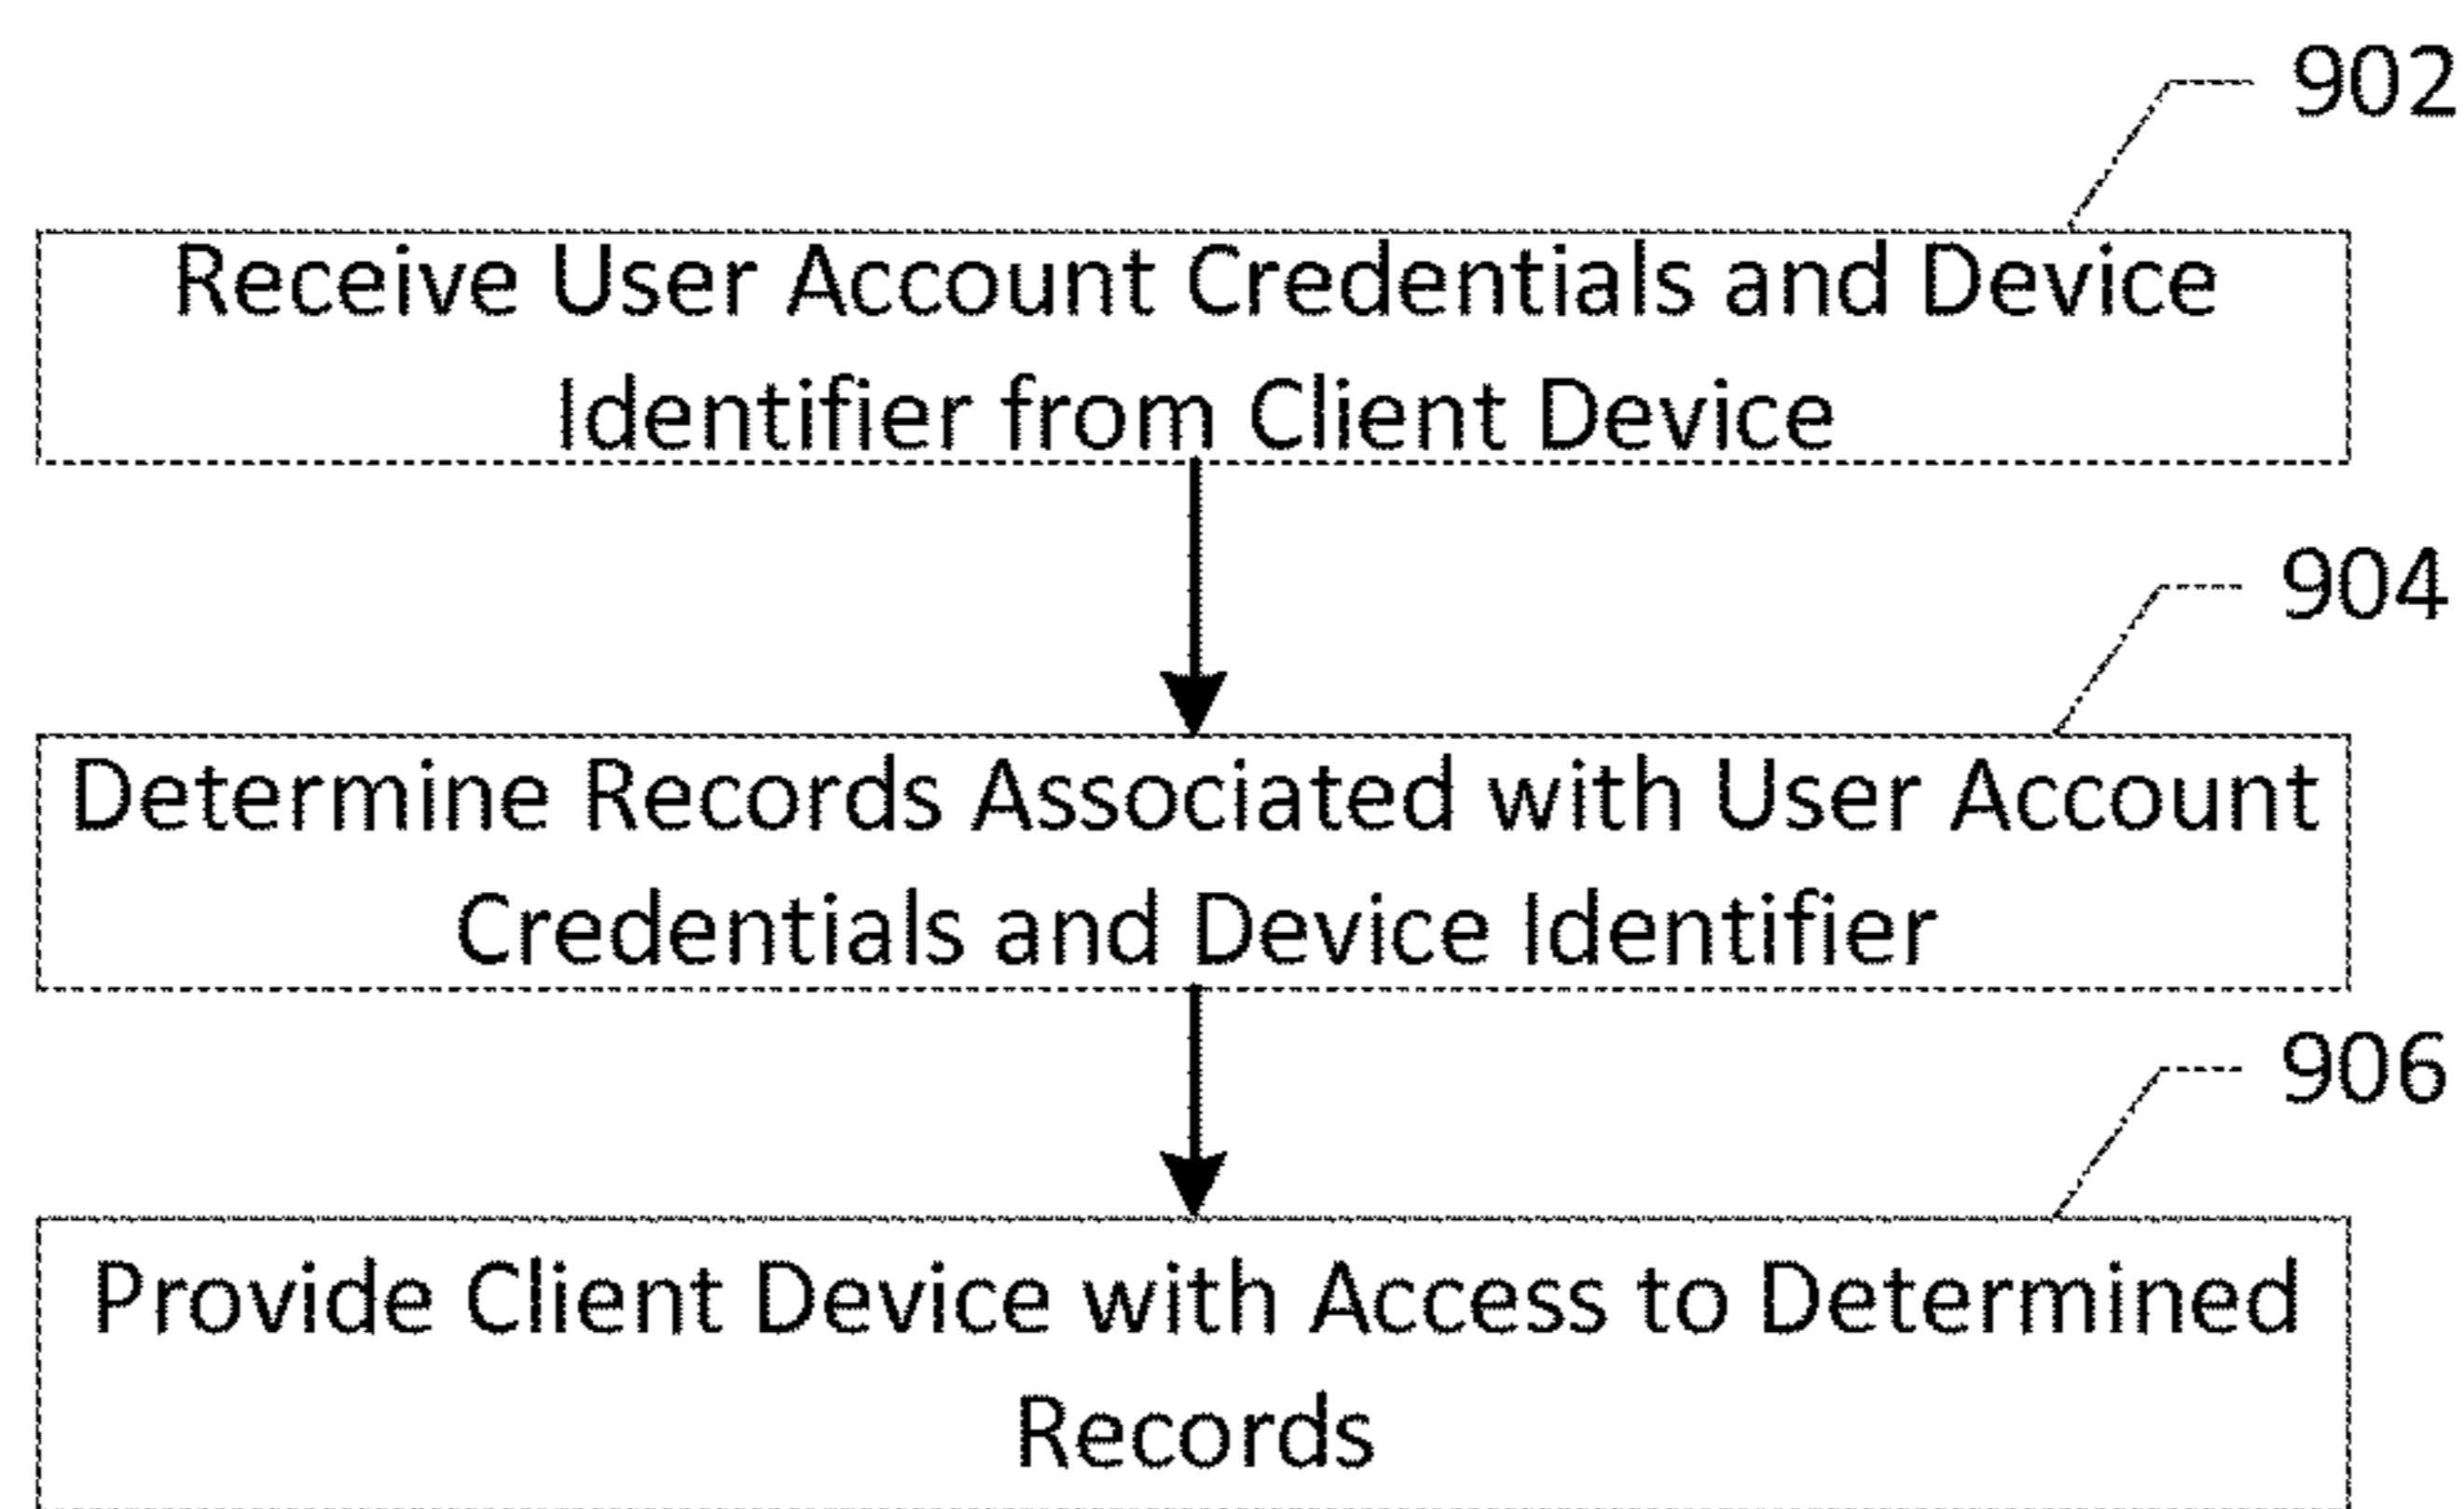 902
Receive User Account Credentials and Device
Identifier from Client Device
904
Determine Records Associated with User Account
Credentials and Device Identifier
906
Provide Client Device with Access to Determined
Records